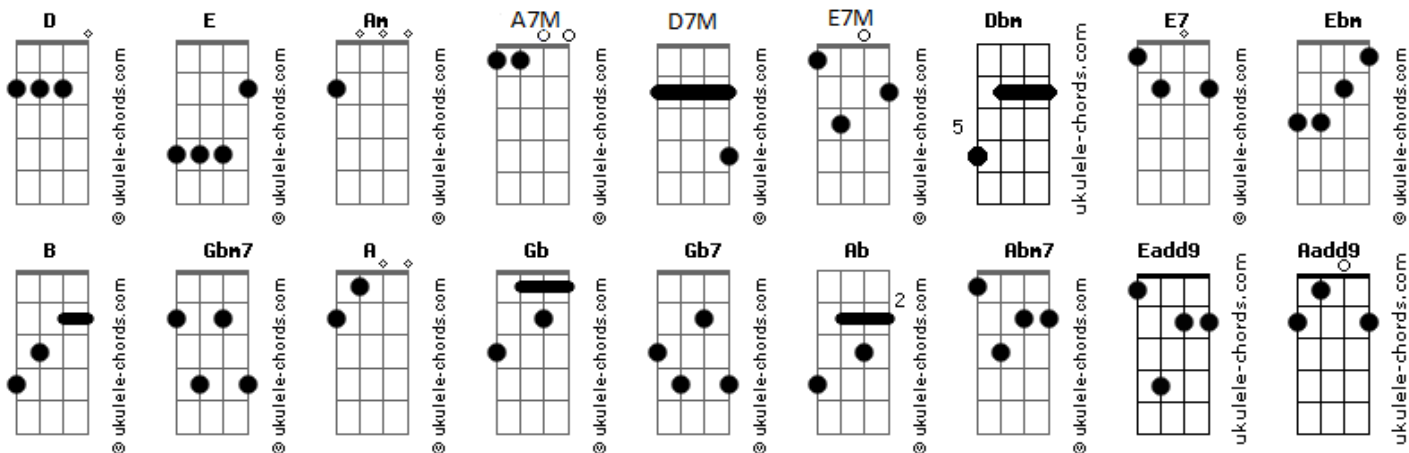 D E Am A7M D7M E7M Dbm E7 Ebm
5
© ukulele-chords.com © ukulele-chords.com © ukulele-chords.com © ukulele-chords.com © ukulele-chords.com © ukulele-chords.com ukulele-chords.com © ukulele-chords.com © ukulele-chords.com
B Gbm7 A Gb Gb7 Ab Abm7 Eadd9 Aadd9
2
© ukulele-chords.com © ukulele-chords.com © ukulele-chords.com © ukulele-chords.com © ukulele-chords.com © ukulele-chords.com © ukulele-chords.com ukulele-chords.com ukulele-chords.com